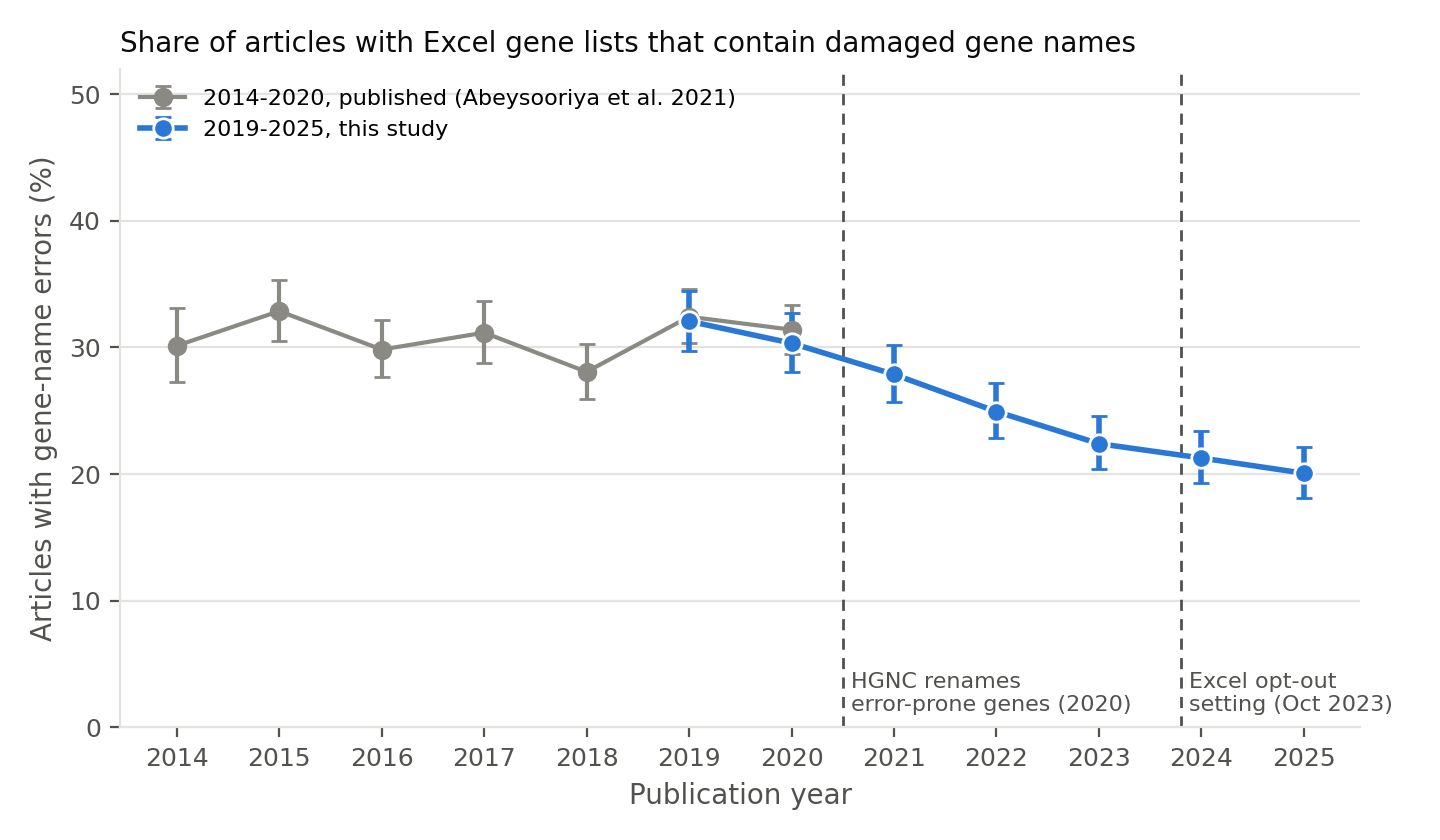 Share of articles with Excel gene lists that contain damaged gene names
2014-2020, published (Abeysooriya et al. 2021)
2019-2025, this study
Articles with gene-name errors (%)
50
40
30
20
10
0
HGNC renames
error-prone genes (2020)
Excel opt-out
setting (Oct 2023)
2014 2015 2016 2017 2018 2019 2020 2021 2022 2023 2024 2025
Publication year